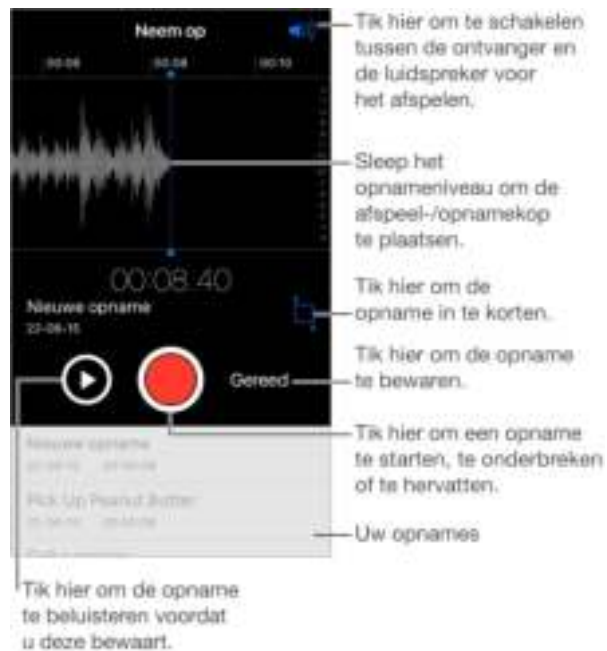 Neem op
00:06 00:08 00:10
00:08.40
Nieuwe opname
22-06-15
Gereed
Nieuwe opname
Pick Up Peanut Butter
Tik hier om te schakelen
tussen de ontvanger en
de luidspreker voor
het afspelen.
Sleep het
opnameniveau om de
afspeel-/opnamekop
te plaatsen.
Tik hier om de
opname in te korten.
Tik hier om de opname
te bewaren.
Tik hier om een opname
te starten, te onderbreken
of te hervatten.
Uw opnames
Tik hier om de opname
te beluisteren voordat
u deze bewaart.